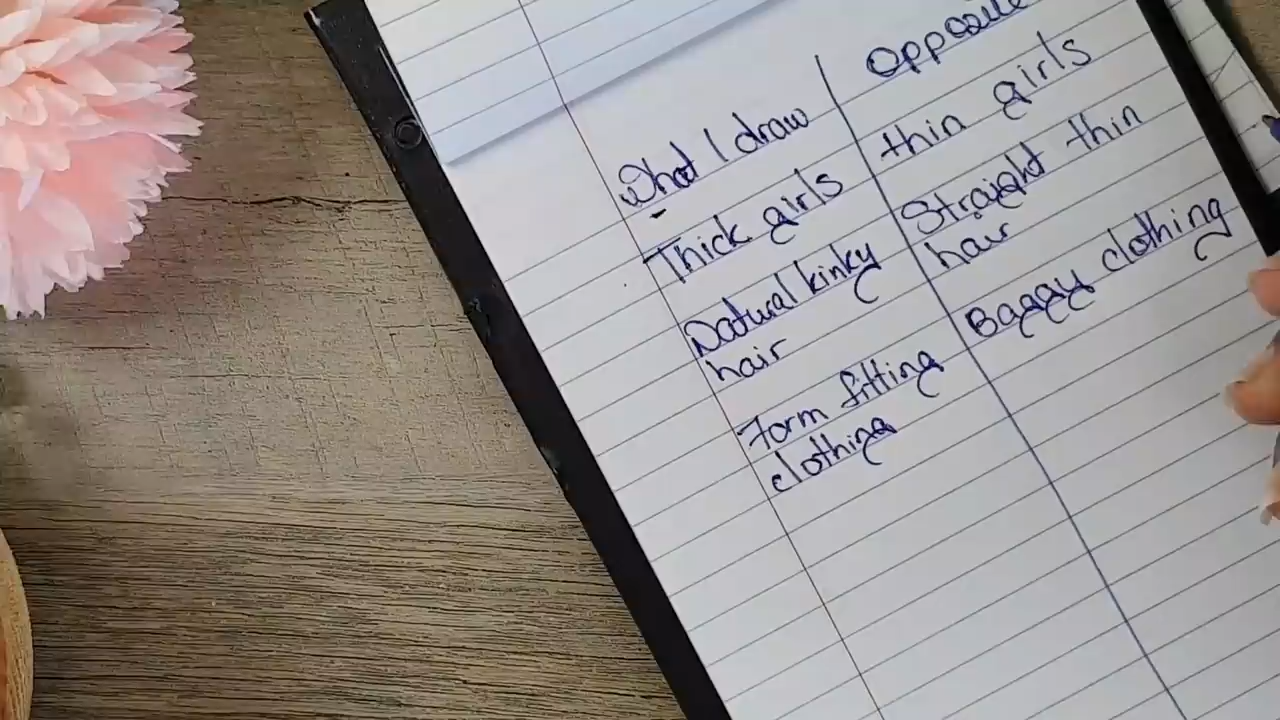 What I draw
Opposite
Thick girls
thin girls
Natural kinky
hair
Straight thin
hair
Form fitting
clothing
Baggy clothing